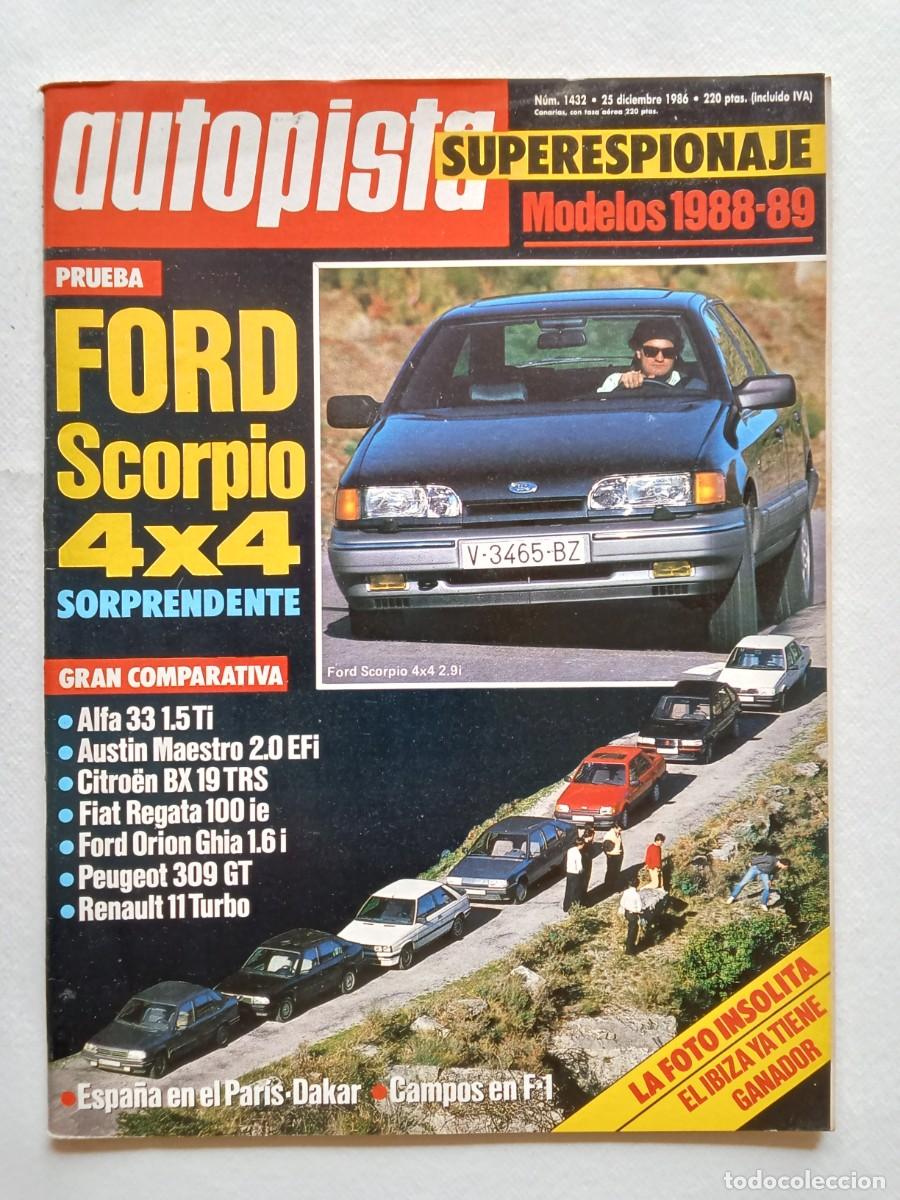 Núm. 1432 • 25 diciembre 1986 • 220 ptas. (incluido IVA)
Canarias, con tasa aérea 220 ptas.
autopista
SUPERESPIONAJE
Modelos 1988-89
PRUEBA
FORD
Scorpio
4x4
SORPRENDENTE
Ford
V-3465-BZ
Ford Scorpio 4x4 2.9i
GRAN COMPARATIVA
• Alfa 33 1.5 Ti
• Austin Maestro 2.0 EFi
• Citroën BX 19 TRS
• Fiat Regata 100 ie
• Ford Orion Ghia 1.6 i
• Peugeot 309 GT
• Renault 11 Turbo
LA FOTO INSOLITA
EL IBIZA YA TIENE
GANADOR
• España en el París-Dakar • Campos en F-1
todocoleccion